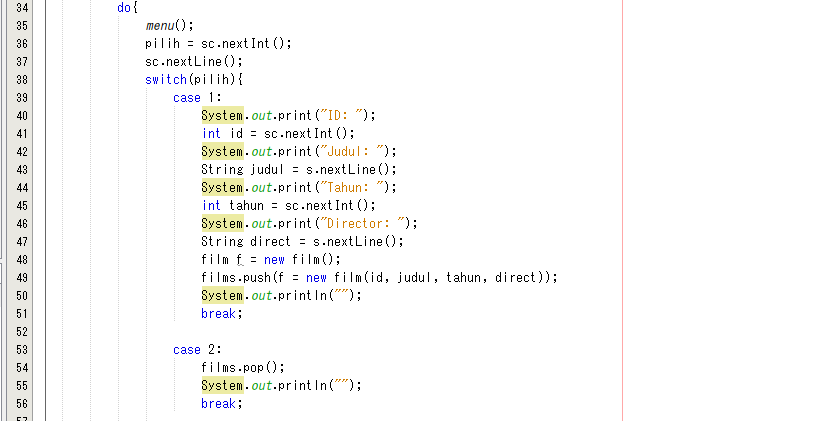 34 do{
35 menu();
36 pilih = sc.nextInt();
37 sc.nextLine();
38 switch(pilih){
39 case 1:
40 System.out.print("ID: ");
41 int id = sc.nextInt();
42 System.out.print("Judul: ");
43 String judul = s.nextLine();
44 System.out.print("Tahun: ");
45 int tahun = sc.nextInt();
46 System.out.print("Director: ");
47 String direct = s.nextLine();
48 film f = new film();
49 films.push(f = new film(id, judul, tahun, direct));
50 System.out.println("");
51 break;
52
53 case 2:
54 films.pop();
55 System.out.println("");
56 break;
57